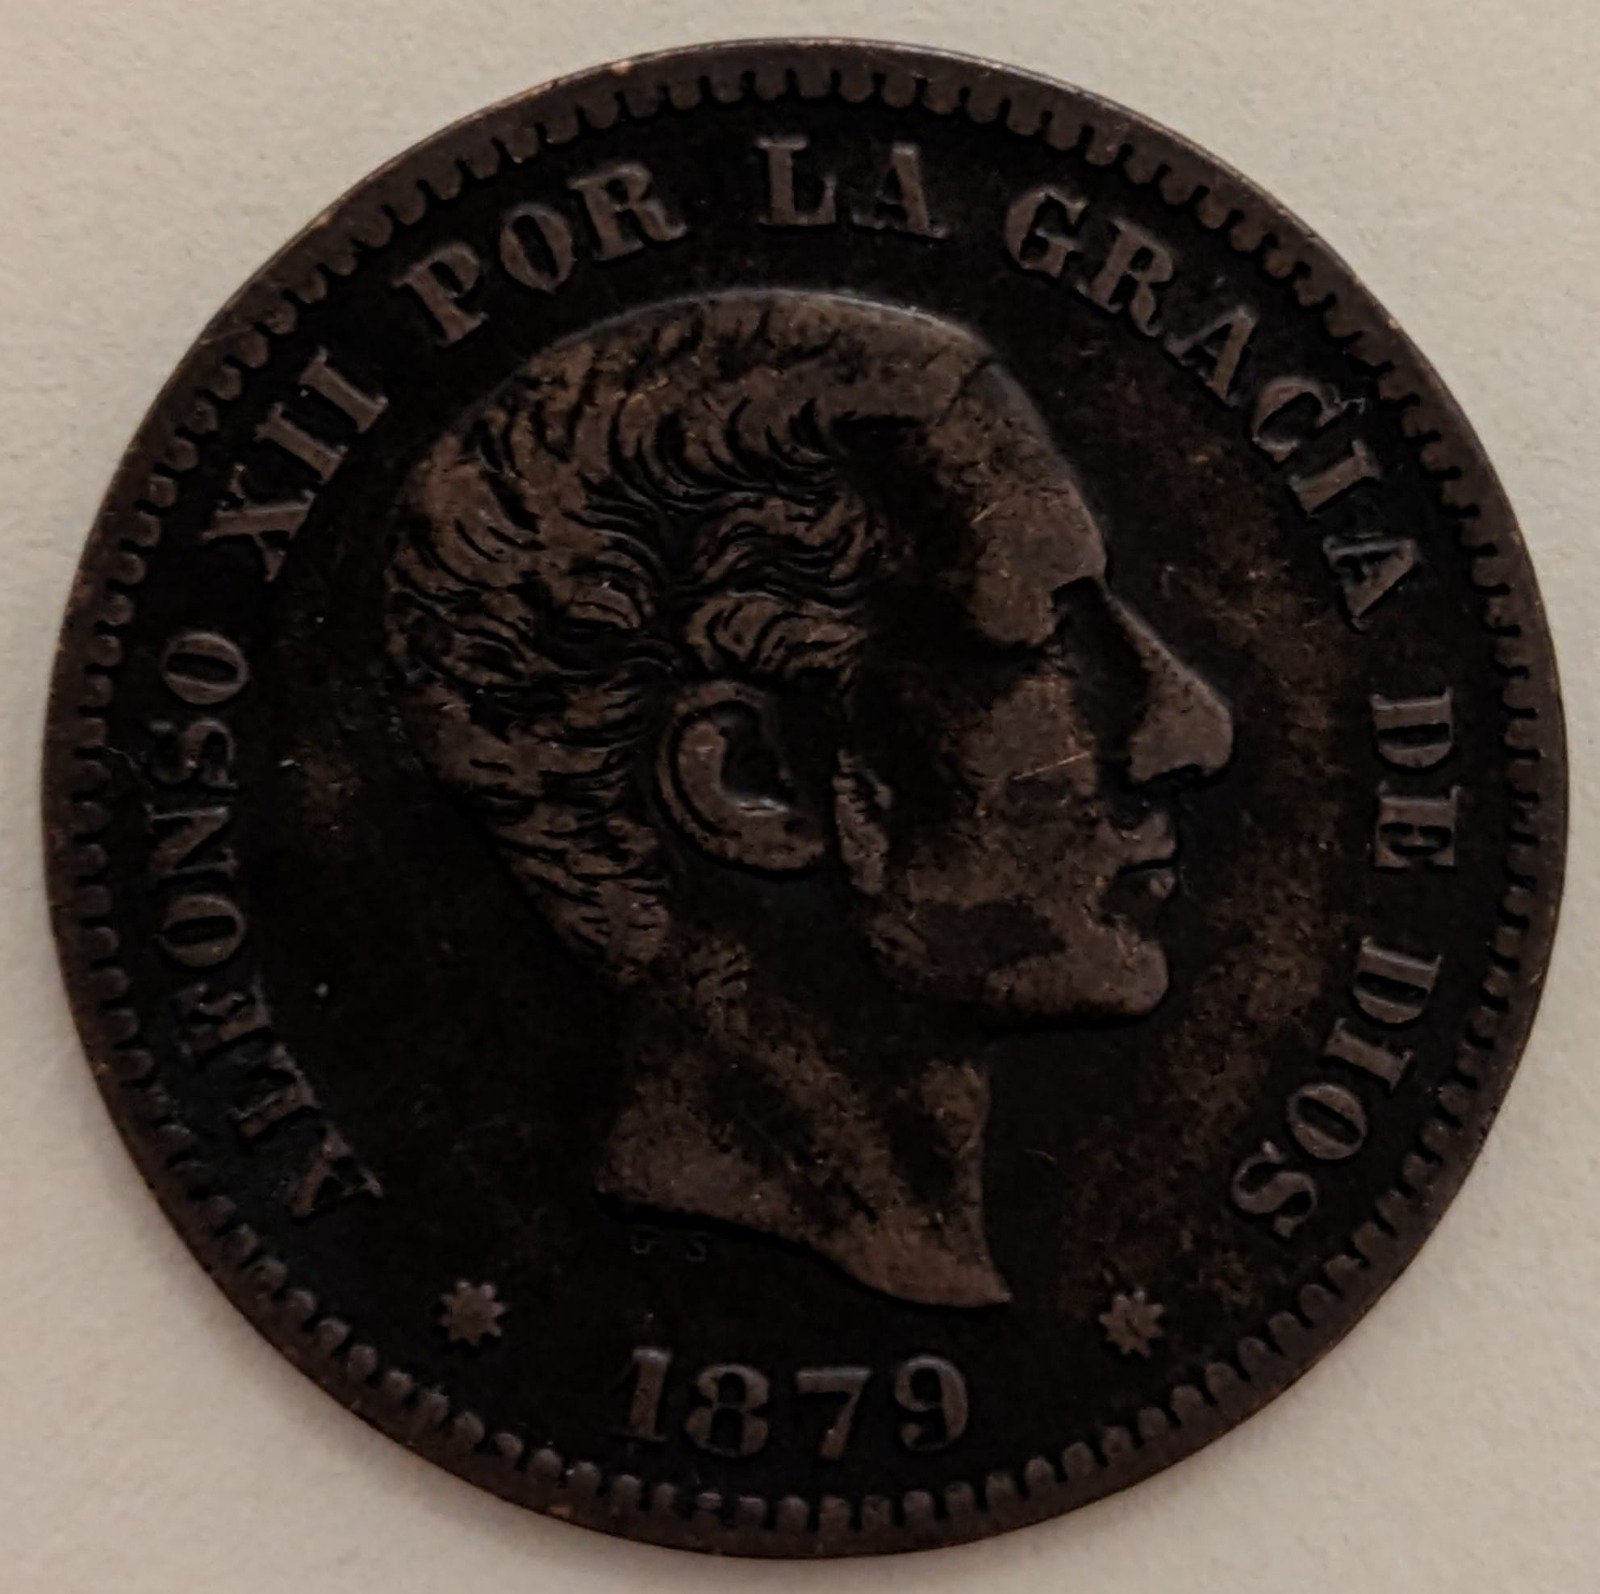 ALFONSO XII POR LA GRACIA DE DIOS
G S
1879